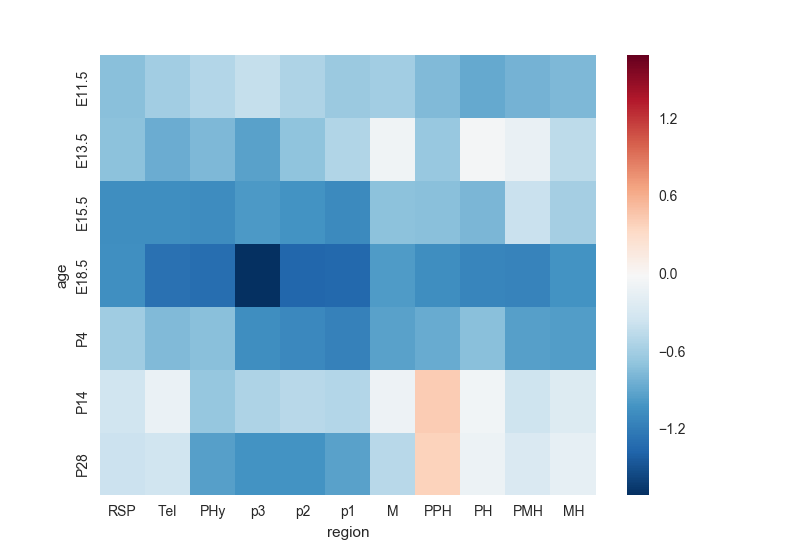 E11.5
E13.5
E15.5
E18.5
P4
P14
P28
age
RSP Tel PHy p3 p2 p1 M PPH PH PMH MH
region
1.2
0.6
0.0
−0.6
−1.2